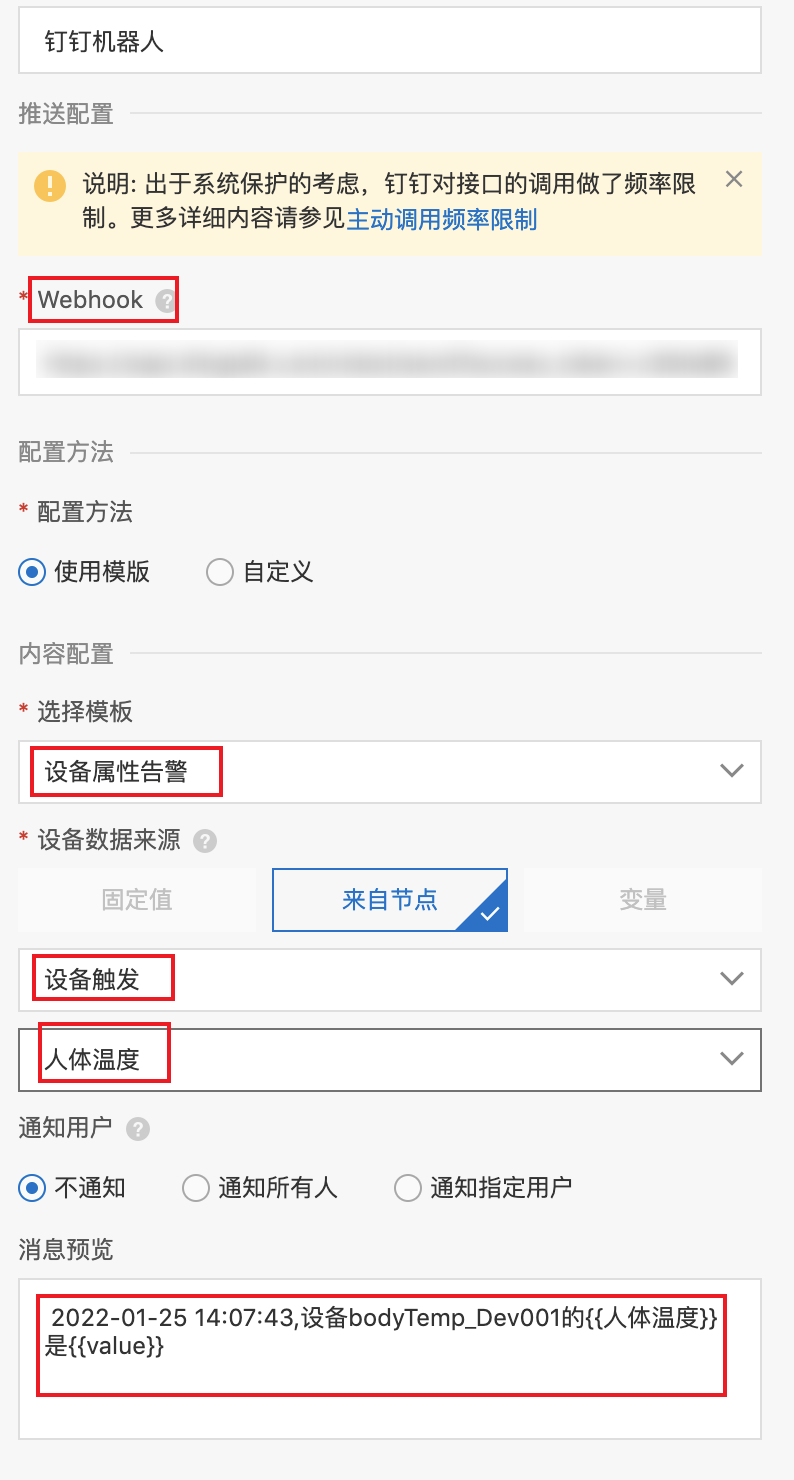 钉钉机器人
推送配置
说明: 出于系统保护的考虑，钉钉对接口的调用做了频率限
制。更多详细内容请参见主动调用频率限制
* Webhook ?
配置方法
* 配置方法
使用模版 自定义
内容配置
* 选择模板
设备属性告警
* 设备数据来源 ?
固定值 来自节点 变量
设备触发
人体温度
通知用户 ?
不通知 通知所有人 通知指定用户
消息预览
2022-01-25 14:07:43,设备bodyTemp_Dev001的{{人体温度}}
是{{value}}